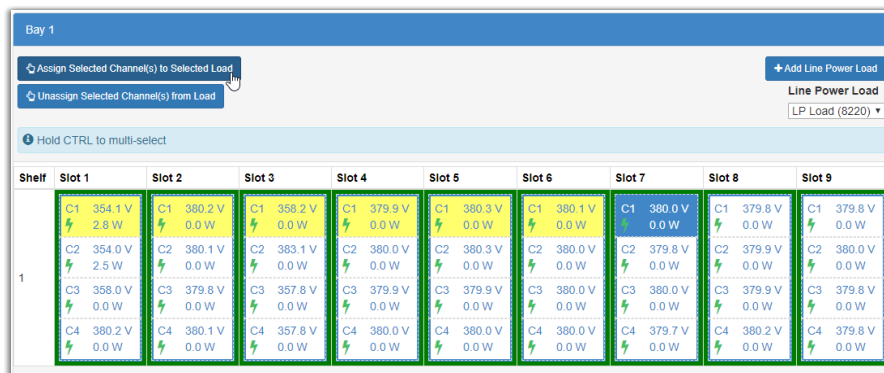 Bay 1
Assign Selected Channel(s) to Selected Load
Add Line Power Load
Unassign Selected Channel(s) from Load
Line Power Load
LP Load (8220)
Hold CTRL to multi-select
Shelf Slot 1 Slot 2 Slot 3 Slot 4 Slot 5 Slot 6 Slot 7 Slot 8 Slot 9
C1 354.1 V C1 380.2 V C1 358.2 V C1 379.9 V C1 380.3 V C1 380.1 V C1 380.0 V C1 379.8 V C1 379.8 V
2.8 W 0.0 W 0.0 W 0.0 W 0.0 W 0.0 W 0.0 W 0.0 W 0.0 W
C2 354.0 V C2 380.1 V C2 383.1 V C2 380.0 V C2 380.3 V C2 380.0 V C2 379.8 V C2 379.9 V C2 380.0 V
2.5 W 0.0 W 0.0 W 0.0 W 0.0 W 0.0 W 0.0 W 0.0 W 0.0 W
1
C3 358.0 V C3 379.8 V C3 357.8 V C3 379.9 V C3 379.9 V C3 380.0 V C3 380.0 V C3 379.9 V C3 379.8 V
0.0 W 0.0 W 0.0 W 0.0 W 0.0 W 0.0 W 0.0 W 0.0 W 0.0 W
C4 380.2 V C4 380.1 V C4 357.8 V C4 380.0 V C4 380.0 V C4 380.0 V C4 379.7 V C4 380.2 V C4 379.8 V
0.0 W 0.0 W 0.0 W 0.0 W 0.0 W 0.0 W 0.0 W 0.0 W 0.0 W